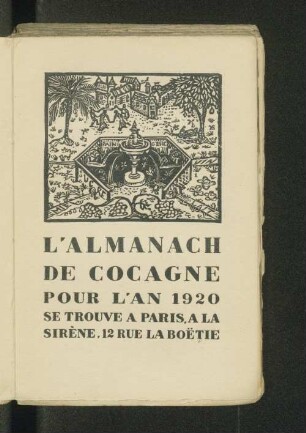 L'ALMANACH
DE COCAGNE
POUR L'AN 1920
SE TROUVE A PARIS, A LA
SIRÈNE. 12 RUE LA BOËTIE